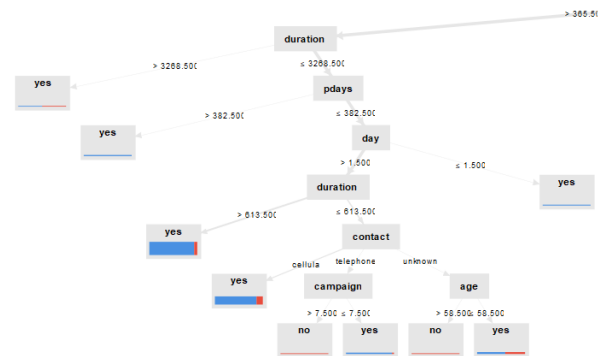 > 365.50
duration
> 3268.500
≤ 3268.500
yes
pdays
> 382.500
≤ 382.500
yes
day
> 1.500
≤ 1.500
duration
yes
> 613.500
≤ 613.500
yes
contact
cellula
telephone
unknown
yes
campaign
age
> 7.500
≤ 7.500
> 58.500
≤ 58.500
no
yes
no
yes